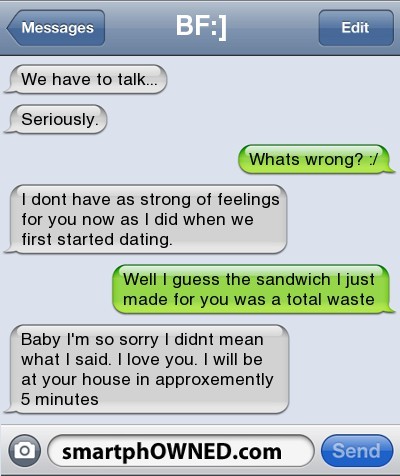 Messages
BF:]
Edit
We have to talk...
Seriously.
Whats wrong? :/
I dont have as strong of feelings
for you now as I did when we
first started dating.
Well I guess the sandwich I just
made for you was a total waste
Baby I'm so sorry I didnt mean
what I said. I love you. I will be
at your house in approxemently
5 minutes
smartphOWNED.com
Send